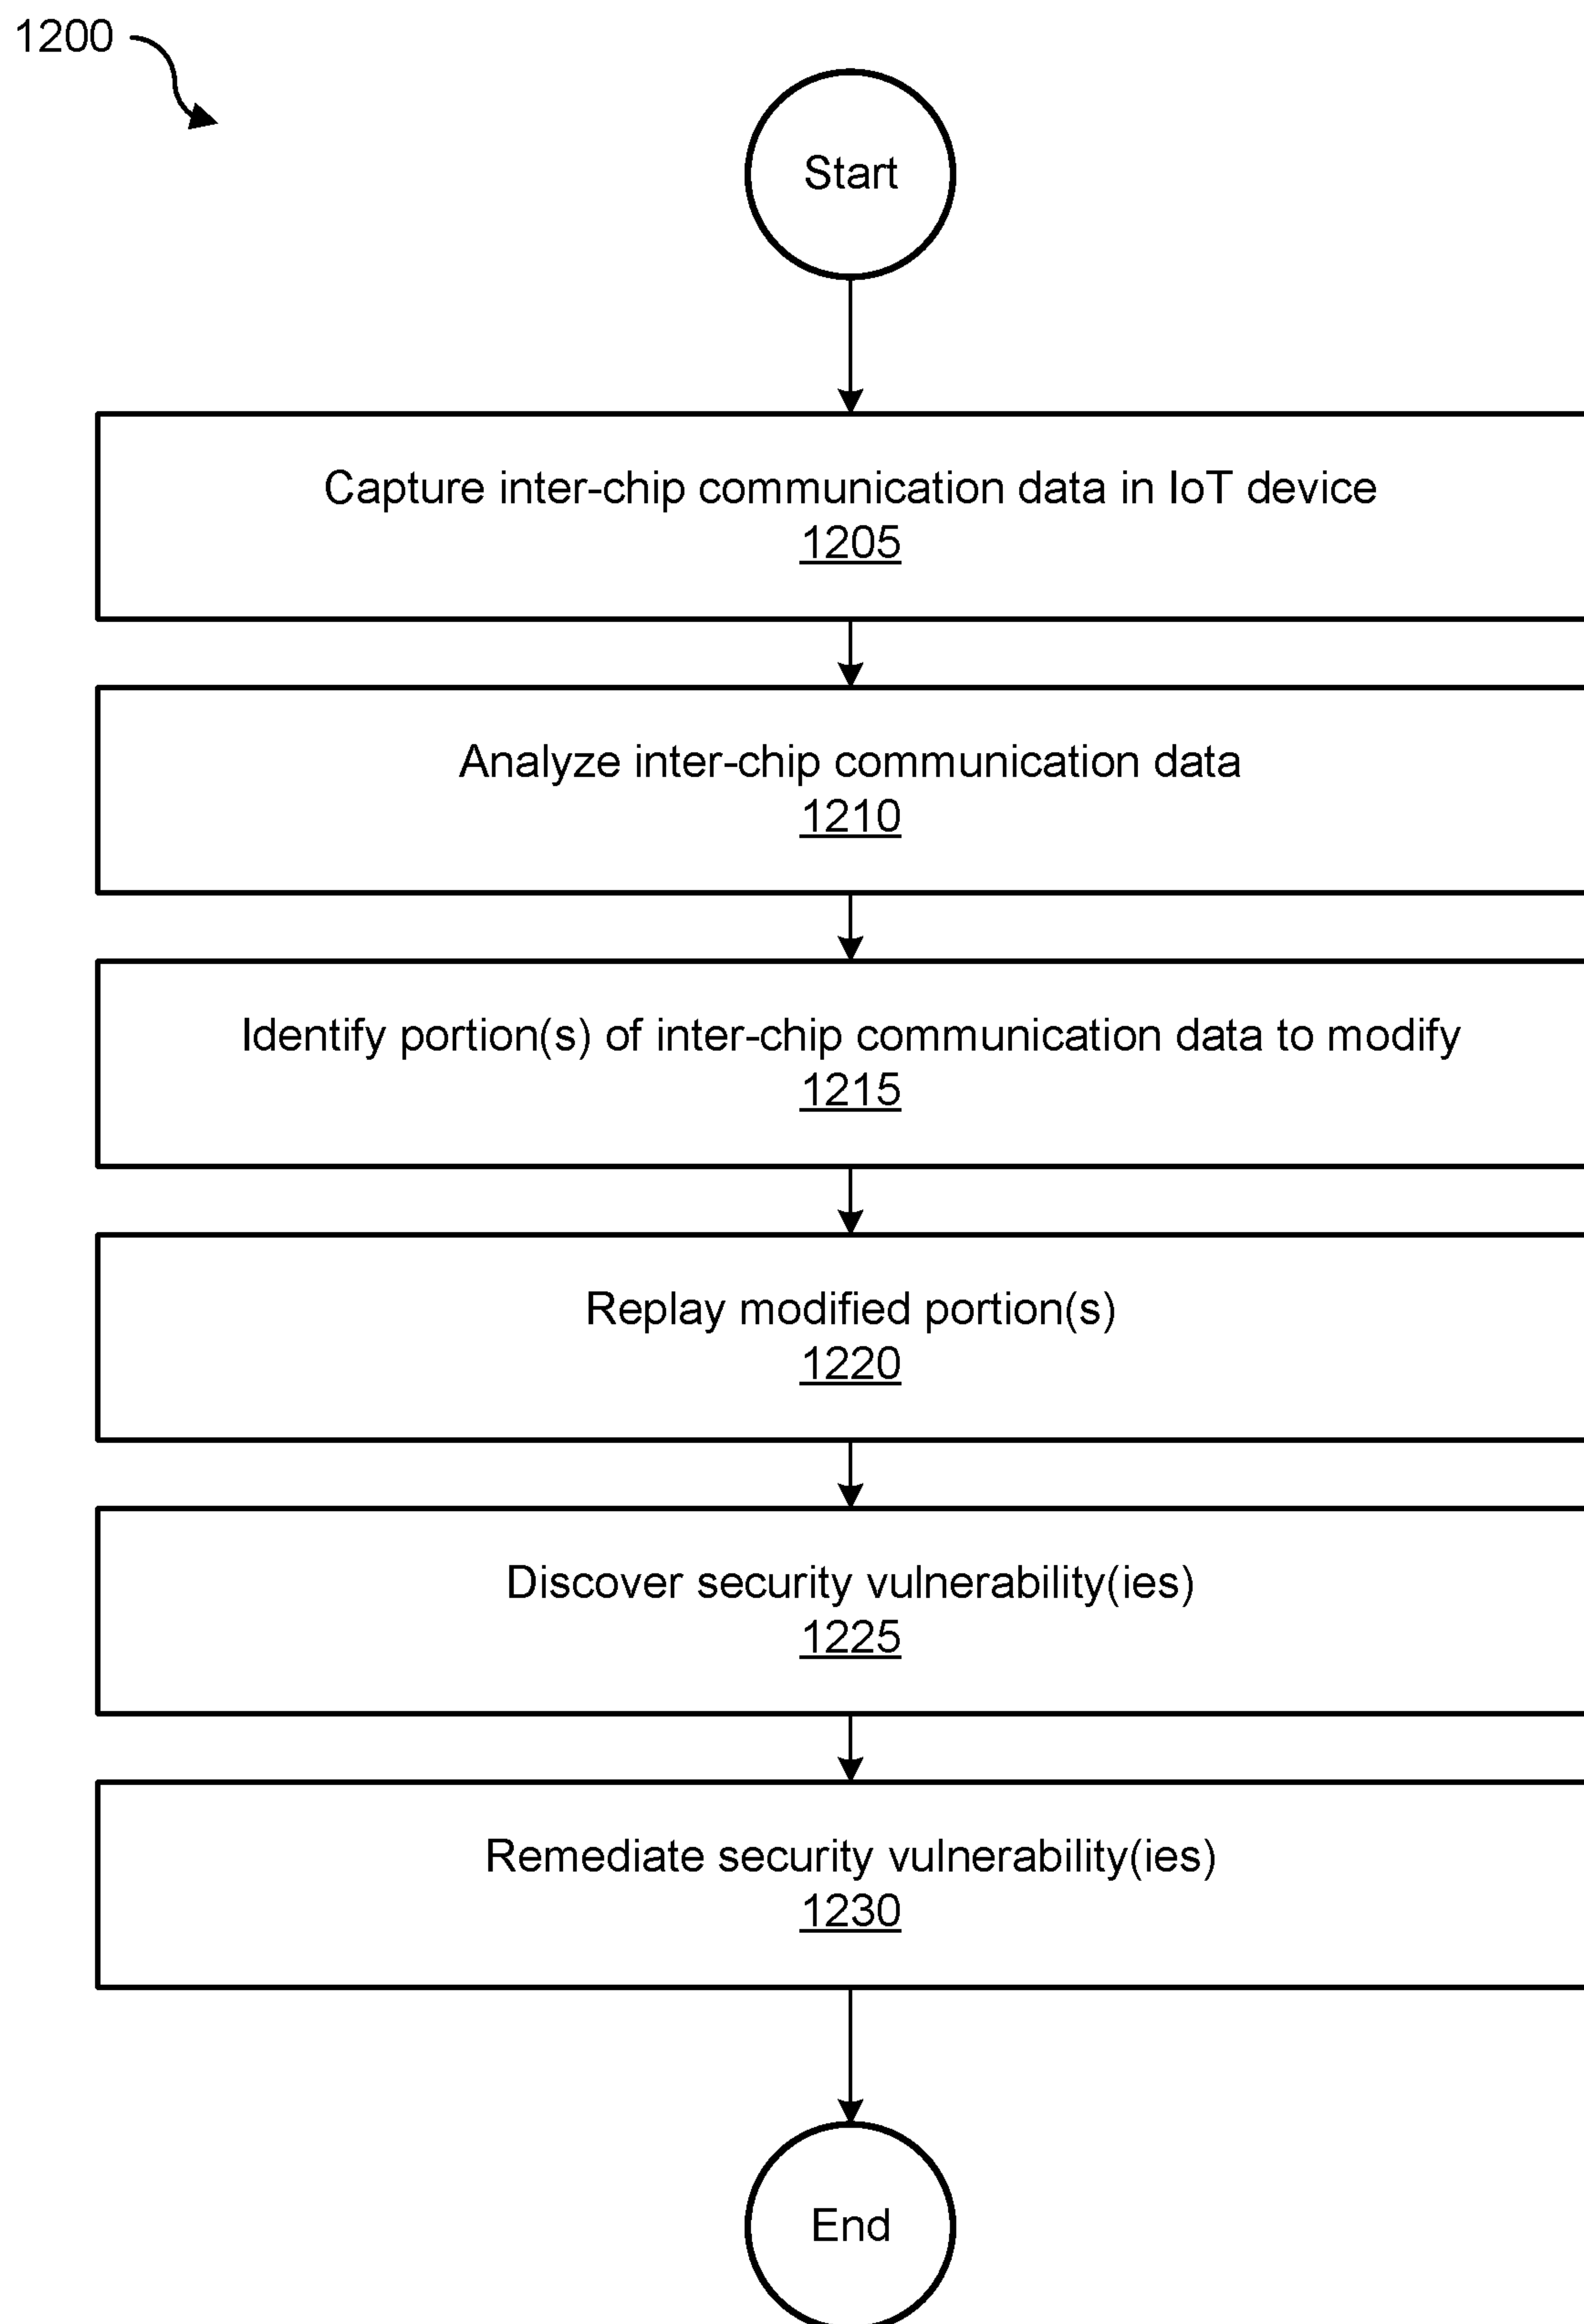 1200
Start
Capture inter-chip communication data in IoT device
1205
Analyze inter-chip communication data
1210
Identify portion(s) of inter-chip communication data to modify
1215
Replay modified portion(s)
1220
Discover security vulnerability(ies)
1225
Remediate security vulnerability(ies)
1230
End